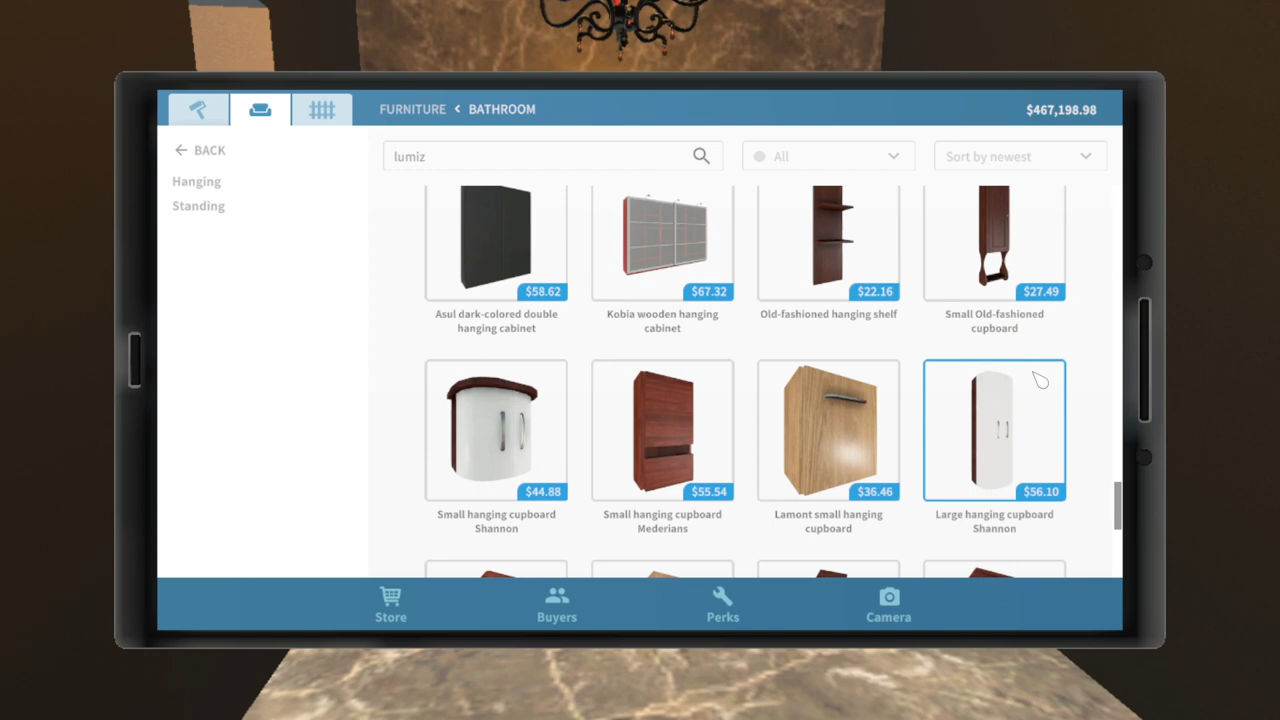 FURNITURE < BATHROOM
$467,198.98
BACK
lumiz
All
Sort by newest
Hanging
Standing
$58.62
$67.32
$22.16
$27.49
Asul dark-colored double
hanging cabinet
Kobia wooden hanging
cabinet
Old-fashioned hanging shelf
Small Old-fashioned
cupboard
$44.88
$55.54
$36.46
$56.10
Small hanging cupboard
Shannon
Small hanging cupboard
Mederians
Lamont small hanging
cupboard
Large hanging cupboard
Shannon
Store
Buyers
Perks
Camera